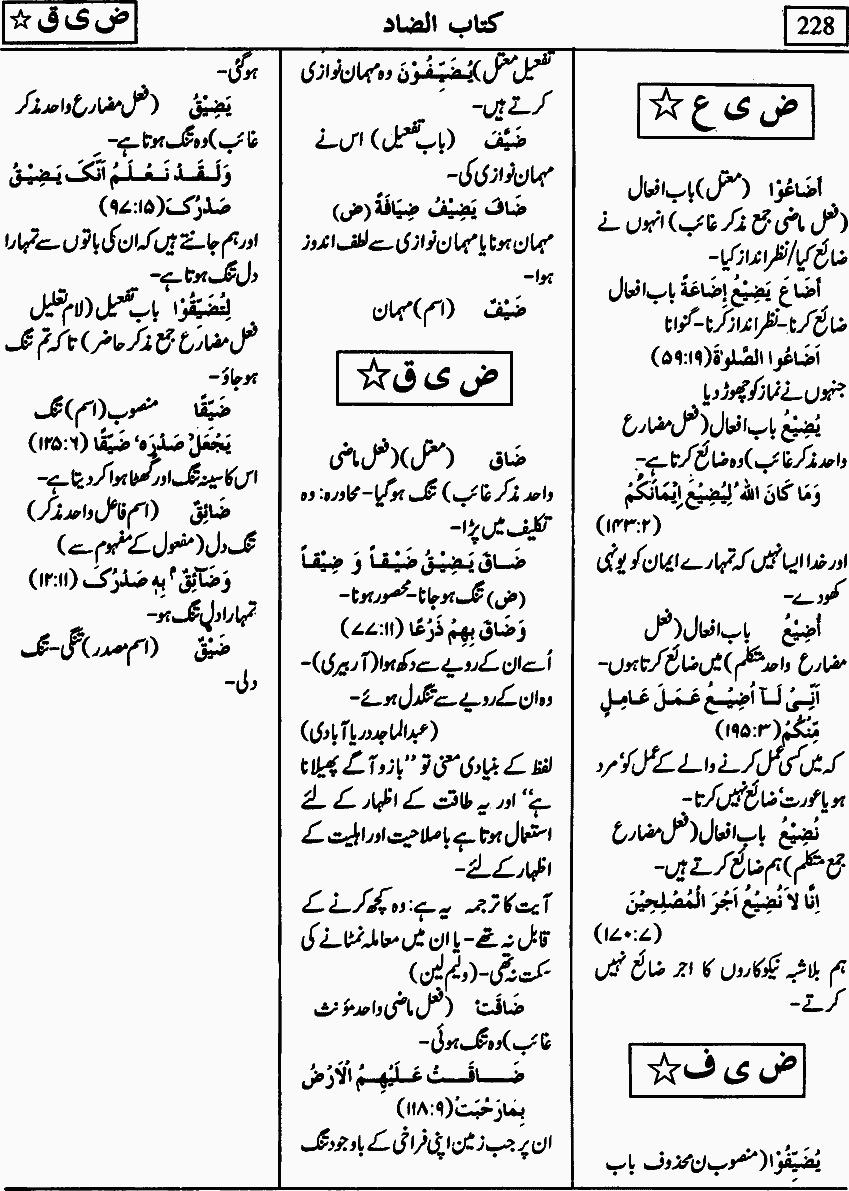 228
کتاب الضاد
ض ی ق ☆
ض ی ع ☆
اَضَاعُوْا (معتل) باب افعال
(فعل ماضی جمع مذکر غائب) انہوں نے
ضائع کیا/نظر انداز کیا-
اَضَاعَ یَضِیْعُ اِضَاعَةً باب افعال
ضائع کرنا-نظر انداز کرنا-گنوانا
اَضَاعُوا الصَّلٰوةَ (۵۹:۱۹)
جنہوں نے نماز کو چھوڑ دیا
یُضِیْعُ باب افعال (فعل مضارع
واحد مذکر غائب) وہ ضائع کرتا ہے-
وَمَا کَانَ اللّٰهُ لِیُضِیْعَ اِیْمَانَکُمْ
(۱۴۳:۲)
اور خدا ایسا نہیں کہ تمہارے ایمان کو یونہی
کھو دے-
اُضِیْعُ باب افعال (فعل
مضارع واحد متکلم) میں ضائع کرتا ہوں-
اَنِّیْ لَآ اُضِیْعُ عَمَلَ عَامِلٍ
مِّنْکُمْ (۱۹۵:۳)
کہ میں کسی عمل کرنے والے کے عمل کو' مرد
ہو یا عورت' ضائع نہیں کرتا-
نُضِیْعُ باب افعال (فعل مضارع
جمع متکلم) ہم ضائع کرتے ہیں-
اِنَّا لَا نُضِیْعُ اَجْرَ الْمُصْلِحِیْنَ
(۱۷۰:۷)
ہم بلاشبہ نیکوکاروں کا اجر ضائع نہیں
کرتے-
ض ی ف ☆
یُضَیِّفُوْا (منصوب ن محذوف باب
تفعیل معتل) یُضَیِّفُوْنَ وہ مہمان نوازی
کرتے ہیں-
ضَیَّفَ (باب تفعیل) اس نے
مہمان نوازی کی-
ضَافَ یَضِیْفُ ضِیَافَةً (ض)
مہمان ہونا یا مہمان نوازی سے لطف اندوز
ہوا-
ضَیْفٌ (اسم) مہمان
ض ی ق ☆
ضَاقَ (معتل) (فعل ماضی
واحد مذکر غائب) تنگ ہوگیا-محاورہ: وہ
تکلیف میں پڑا-
ضَاقَ یَضِیْقُ ضَیْقاً وَ ضِیْقاً
(ض) تنگ ہو جانا-محصور ہونا-
وَضَاقَ بِهِمْ ذَرْعًا (۷۷:۱۱)
اُسے ان کے رویے سے دکھ ہوا (آربیری)-
وہ ان کے رویے سے تنگدل ہوئے-
(عبدالماجد دریا آبادی)
لفظ کے بنیادی معنی تو ''بازو آگے پھیلانا
ہے'' اور یہ طاقت کے اظہار کے لئے
استعمال ہوتا ہے باصلاحیت اور اہلیت کے
اظہار کے لئے-
آیت کا ترجمہ یہ ہے: وہ کچھ کرنے کے
قابل نہ تھے-یا ان میں معاملہ نمٹانے کی
سکت نہ تھی-(ولیم لین)
ضَاقَتْ (فعل ماضی واحد مؤنث
غائب) وہ تنگ ہوئی-
ضَاقَتْ عَلَیْهِمُ الْاَرْضُ
بِمَا رَحُبَتْ (۱۱۸:۹)
ان پر جب زمین اپنی فراخی کے باوجود تنگ
ہوگئی-
یَضِیْقُ (فعل مضارع واحد مذکر
غائب) وہ تنگ ہوتا ہے-
وَلَقَدْ نَعْلَمُ اَنَّکَ یَضِیْقُ
صَدْرُکَ (۹۷:۱۵)
اور ہم جانتے ہیں کہ ان کی باتوں سے تمہارا
دل تنگ ہوتا ہے-
لِتُضَیِّقُوْا باب تفعیل (لام تعلیل
فعل مضارع جمع مذکر حاضر) تاکہ تم تنگ
ہو جاؤ-
ضَیِّقًا منصوب (اسم) تنگ
یَجْعَلْ صَدْرَه' ضَیِّقًا (۱۲۵:۶)
اس کا سینہ تنگ اور گھٹا ہوا کر دیتا ہے-
ضَائِقٌ (اسم فاعل واحد مذکر)
تنگ دل (مفعول کے مفہوم سے)
وَضَآئِقٌۢ بِهٖ صَدْرُکَ (۱۲:۱۱)
تمہارا دل تنگ ہو-
ضَیْقٌ (اسم مصدر) تنگی-تنگ
دلی-